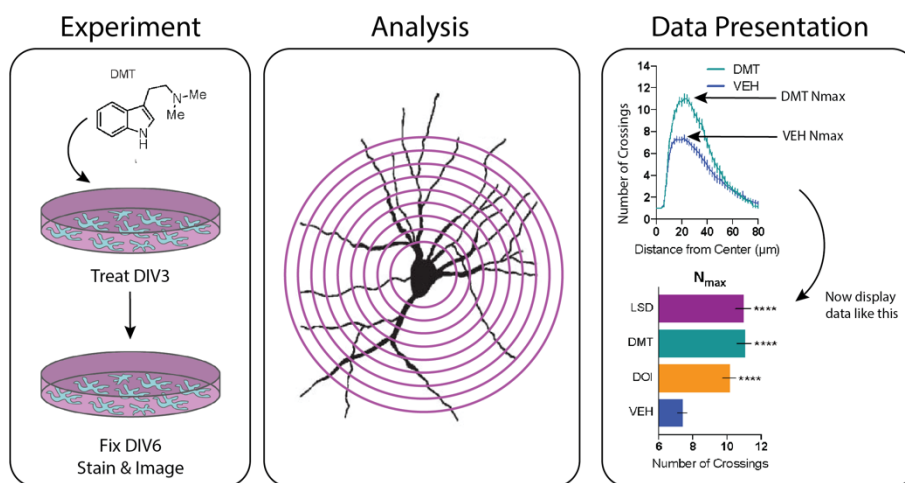 Experiment
DMT
N
Me
Me
N
H
Treat DIV3
Fix DIV6
Stain & Image
Analysis
Data Presentation
Number of Crossings
14
12
10
8
6
4
2
0
0 20 40 60 80
Distance from Center (µm)
DMT
VEH
DMT Nmax
VEH Nmax
Now display
data like this
Nmax
LSD ****
DMT ****
DOI ****
VEH
6 8 10 12
Number of Crossings